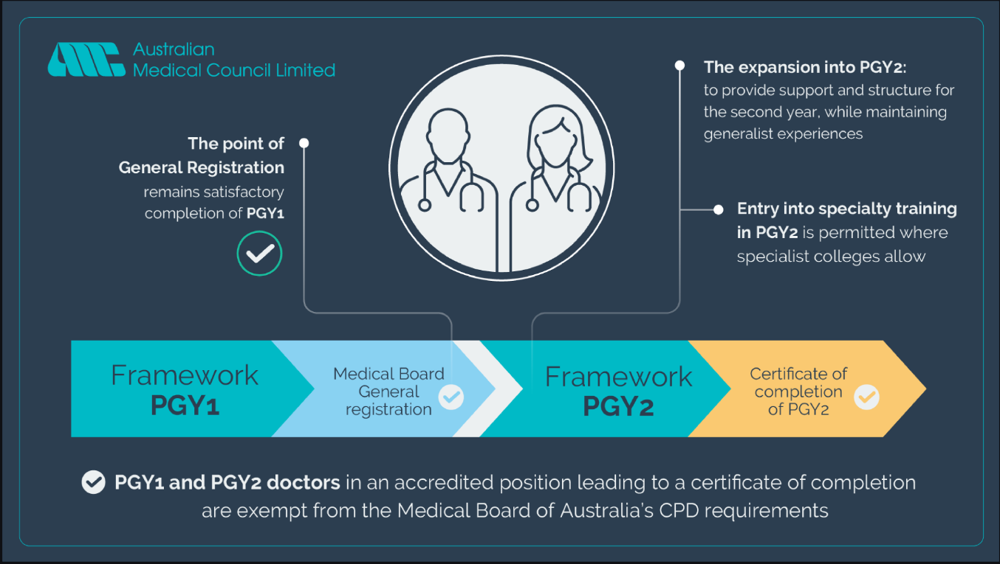 Australian
Medical Council Limited
The point of
General Registration
remains satisfactory
completion of PGY1
The expansion into PGY2:
to provide support and structure for
the second year, while maintaining
generalist experiences
Entry into specialty training
in PGY2 is permitted where
specialist colleges allow
Framework
PGY1
Medical Board
General
registration
Framework
PGY2
Certificate of
completion
of PGY2
PGY1 and PGY2 doctors in an accredited position leading to a certificate of completion
are exempt from the Medical Board of Australia's CPD requirements